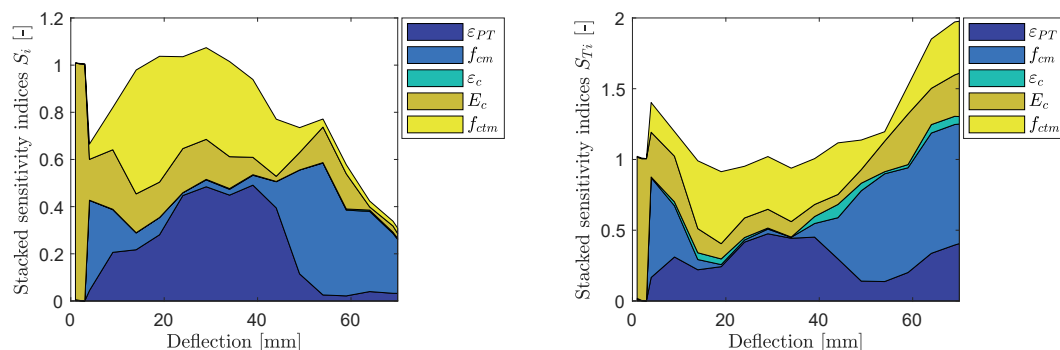 Stacked sensitivity indices S_i [-]
1.2
1
0.8
0.6
0.4
0.2
0
0 20 40 60
Deflection [mm]
ε_PT
f_cm
ε_c
E_c
f_ctm
Stacked sensitivity indices S_Ti [-]
2
1.5
1
0.5
0
0 20 40 60
Deflection [mm]
ε_PT
f_cm
ε_c
E_c
f_ctm